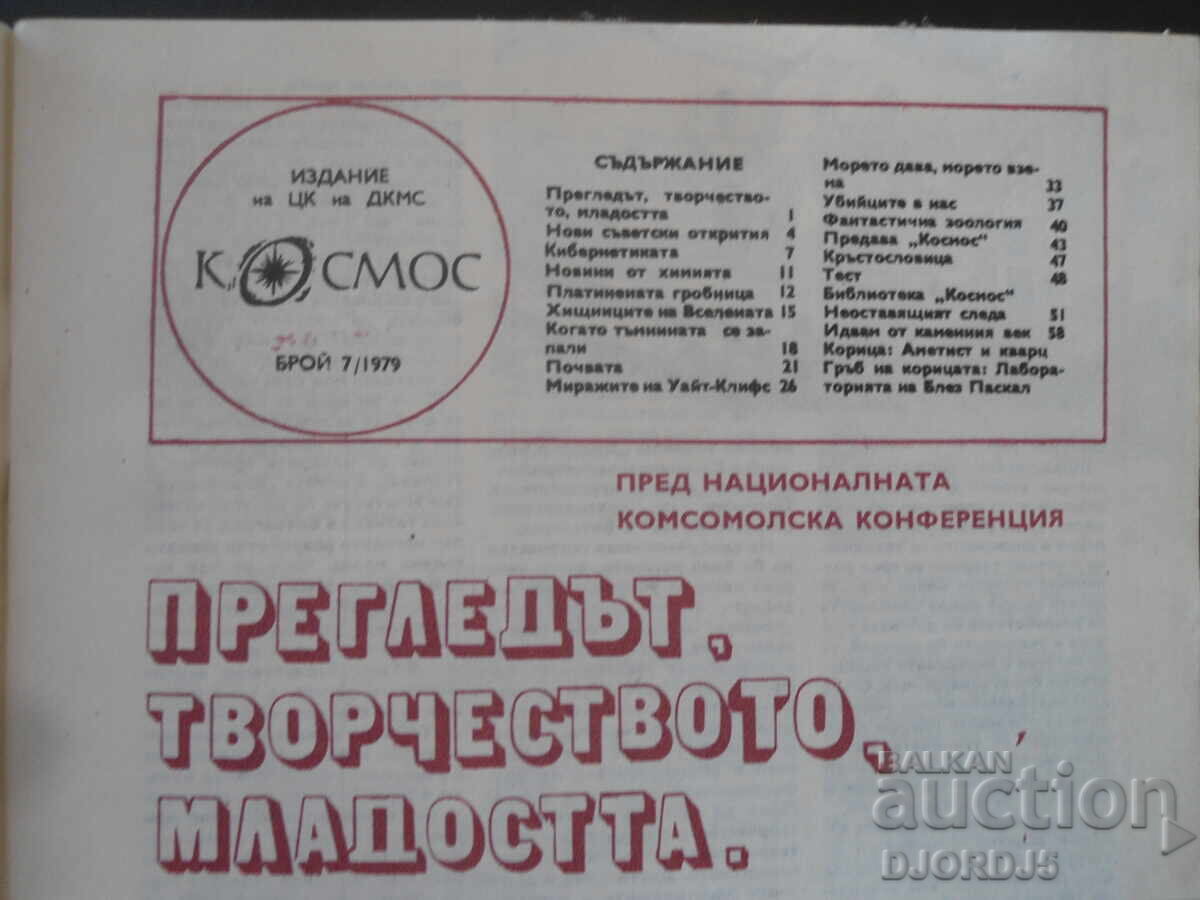 ИЗДАНИЕ
на ЦК на ДКМС
КОСМОС
БРОЙ 7/1979
СЪДЪРЖАНИЕ
Прегледът, творчество-
то, младостта 1
Нови съветски открития 4
Кибернетиката 7
Новини от химията 11
Платинената гробница 12
Хищниците на Вселената 15
Когато тъмнината се за-
пали 18
Почвата 21
Миражите на Уайт-Клифс 26
Морето дава, морето взе-
ма 33
Убийците в нас 37
Фантастична зоология 40
Предава „Космос“ 43
Кръстословица 47
Тест 48
Библиотека „Космос“
Неоставящият следа 51
Идвам от каменния век 58
Корица: Аметист и кварц
Гръб на корицата: Лабора-
торията на Блез Паскал
ПРЕД НАЦИОНАЛНАТА
КОМСОМОЛСКА КОНФЕРЕНЦИЯ
ПРЕГЛЕДЪТ,
ТВОРЧЕСТВОТО,
МЛАДОСТТА.
BALKAN
auction
DJORDJ5